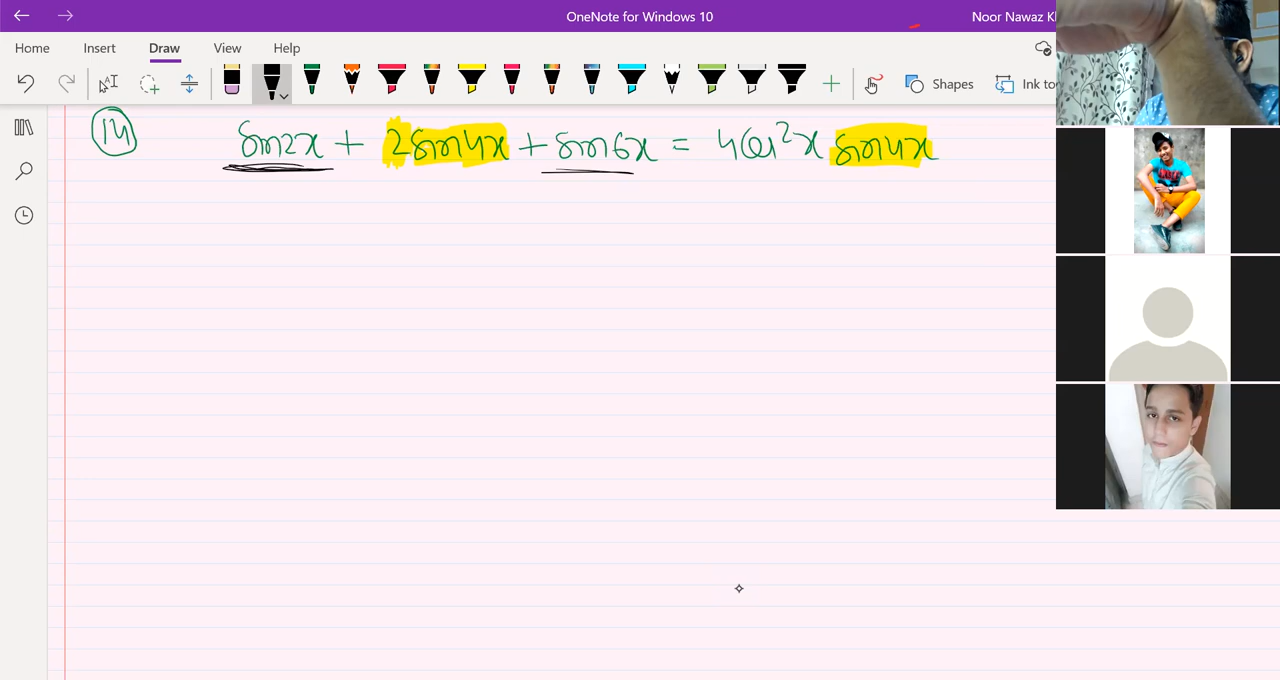 OneNote for Windows 10 Noor Nawaz Kh
Home Insert Draw View Help
Shapes Ink to
14 sin2x + 2sin4x + sin6x = 4cos²x sin4x